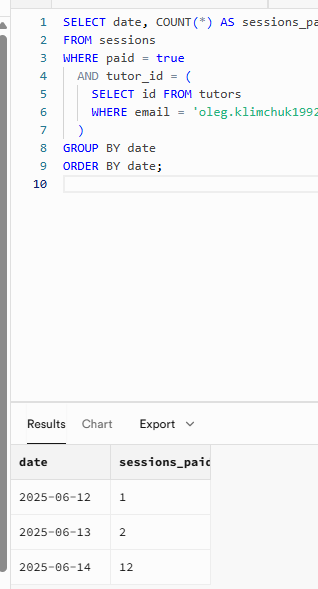 1 SELECT date, COUNT(*) AS sessions_pa
2 FROM sessions
3 WHERE paid = true
4 AND tutor_id = (
5 SELECT id FROM tutors
6 WHERE email = 'oleg.klimchuk1992
7 )
8 GROUP BY date
9 ORDER BY date;
10
Results Chart Export
date sessions_paid
2025-06-12 1
2025-06-13 2
2025-06-14 12